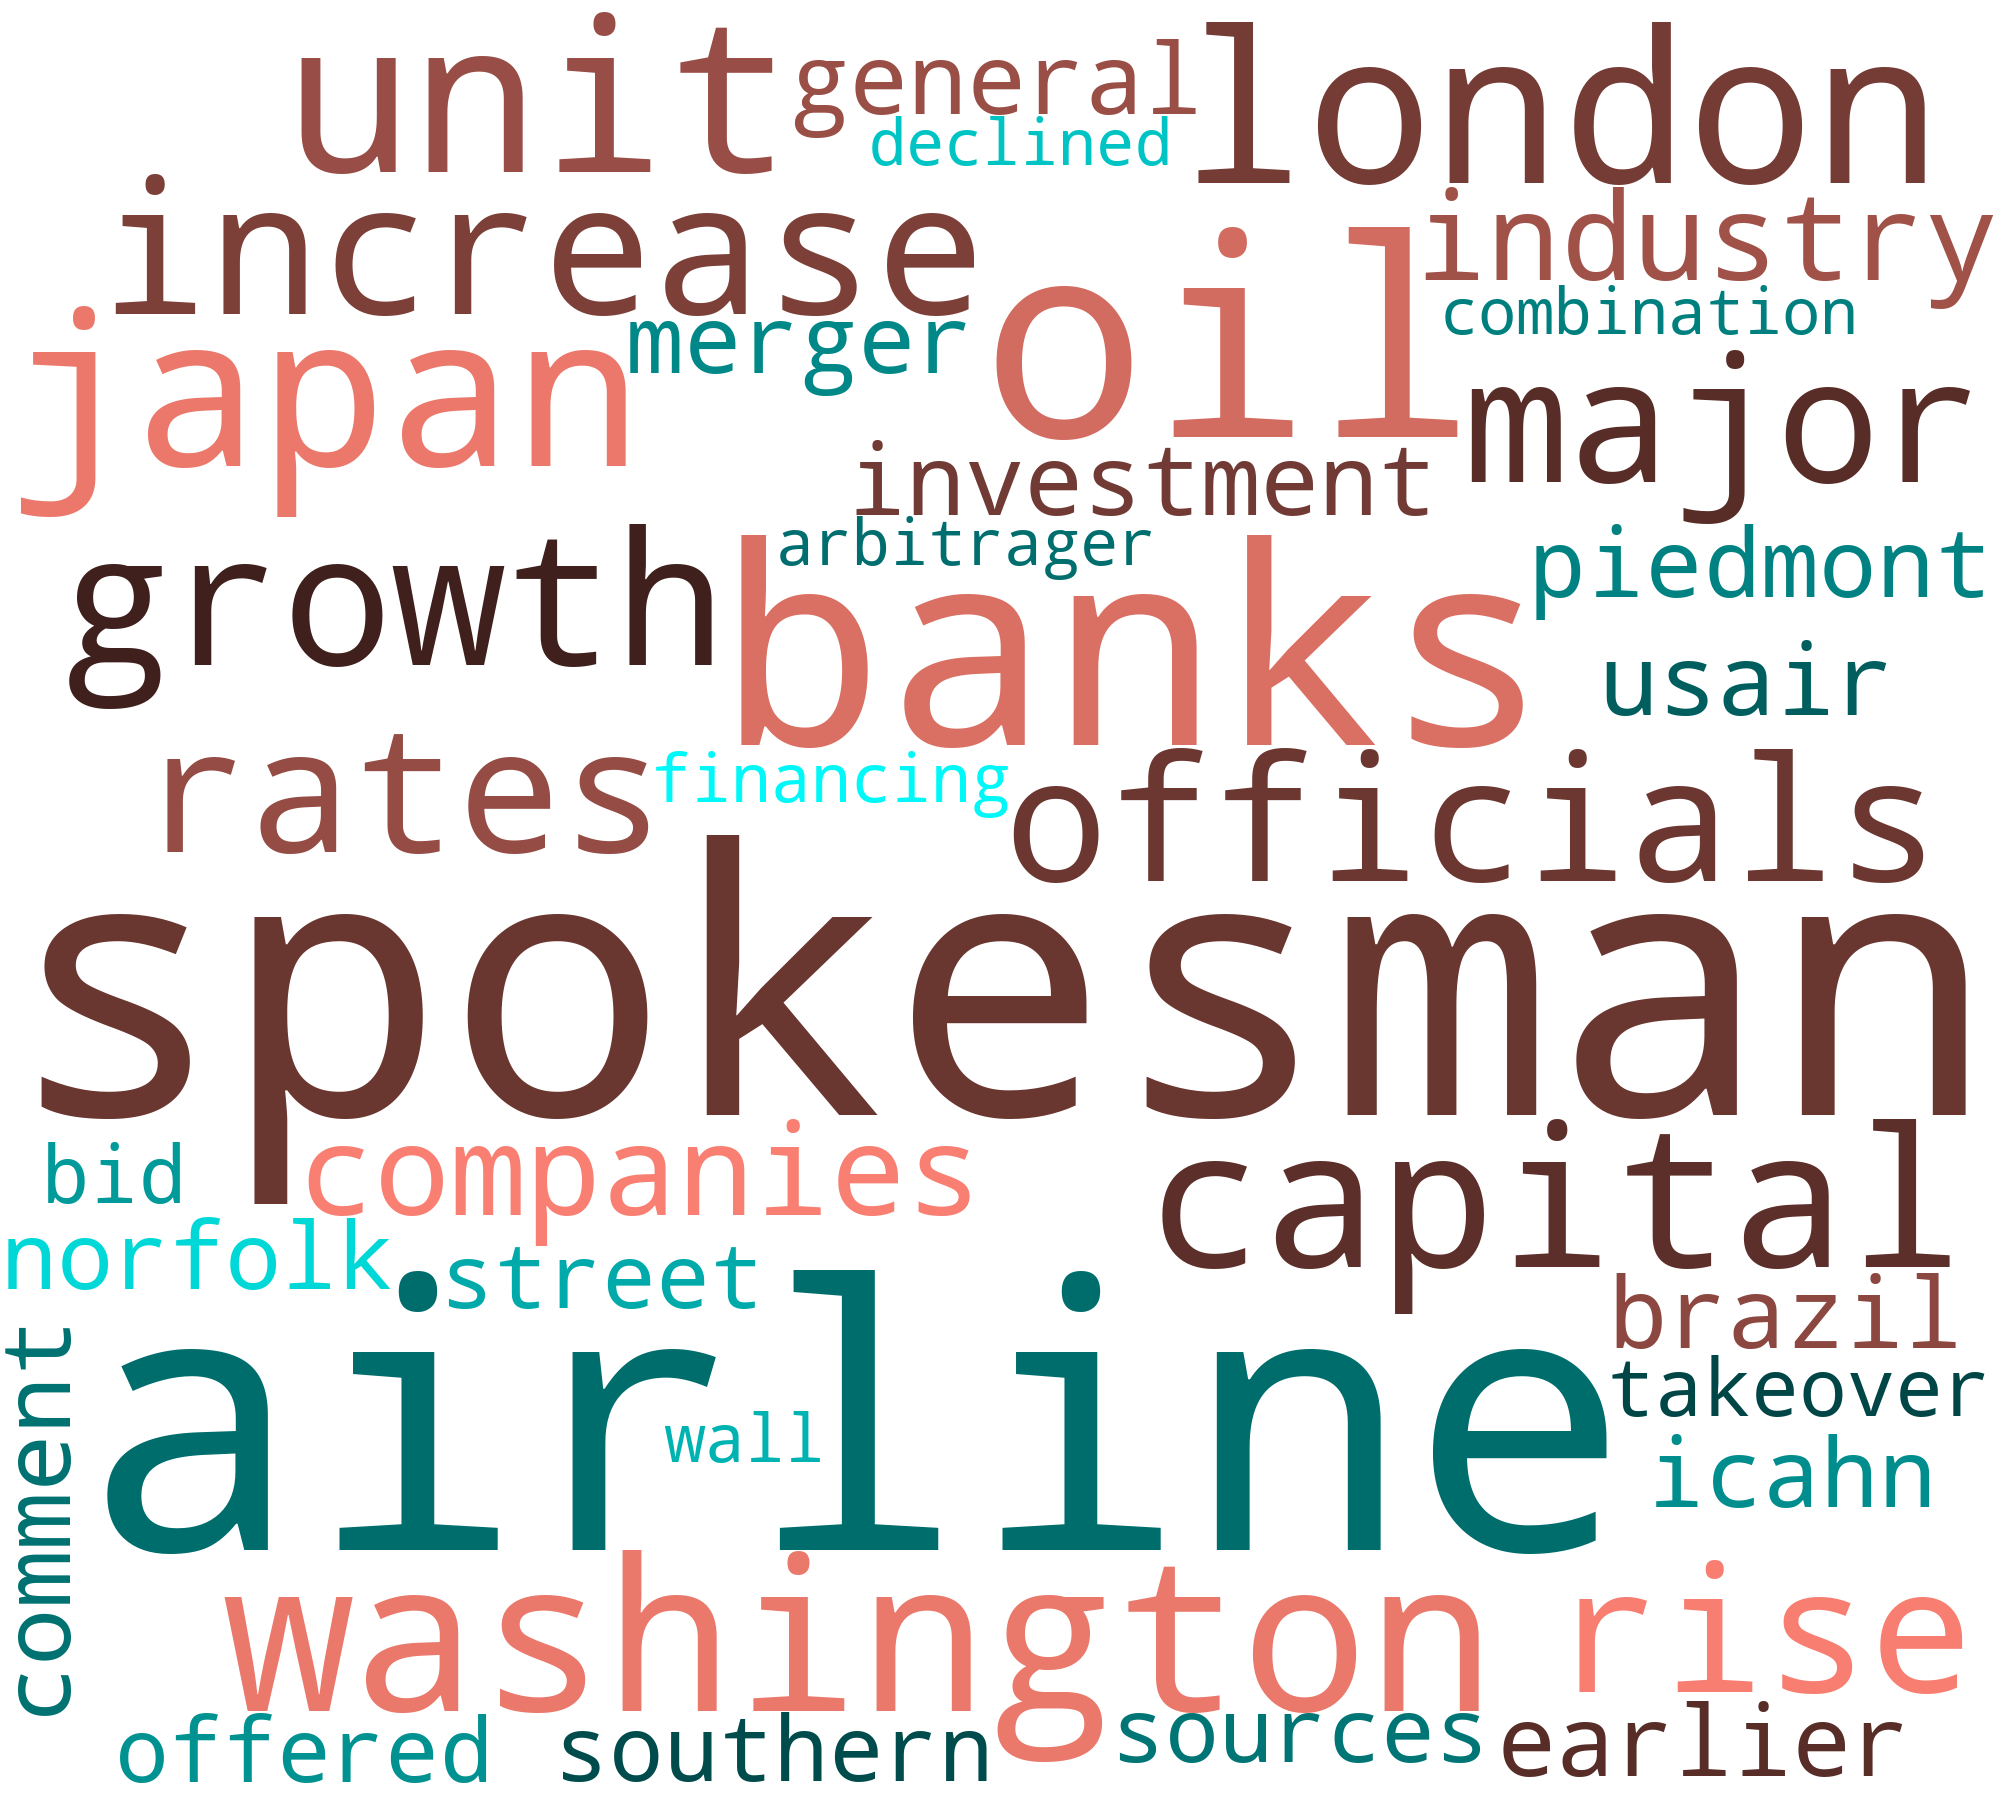 unit
general
london
declined
increase
industry
oil
combination
japan
merger
major
investment
growth
arbitrager
banks
piedmont
usair
rates
financing
officials
spokesman
bid
companies
capital
norfolk
street
airline
brazil
takeover
comment
wall
icahn
washington
rise
offered
southern
sources
earlier